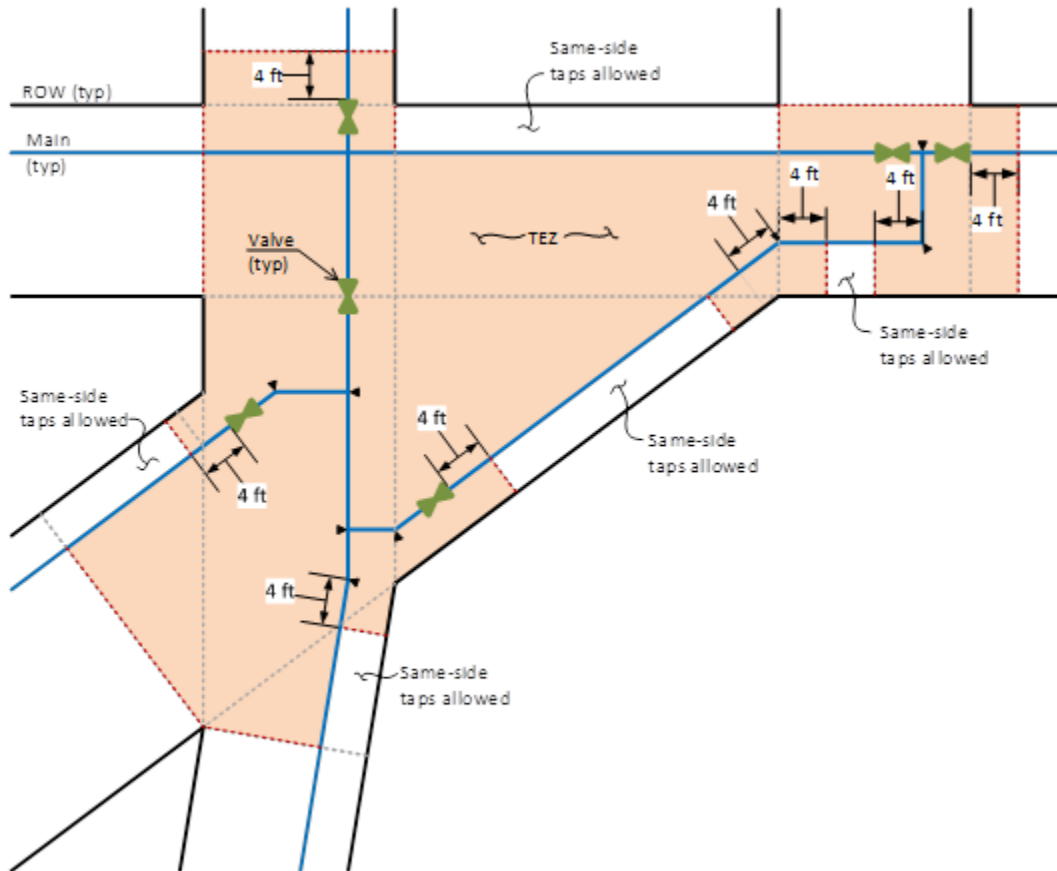 Same-side
taps allowed
4 ft
ROW (typ)
Main
(typ)
4 ft
4 ft
4 ft
4 ft
Valve
(typ)
TEZ
Same-side
taps allowed
Same-side
taps allowed
4 ft
Same-side
taps allowed
4 ft
4 ft
Same-side
taps allowed